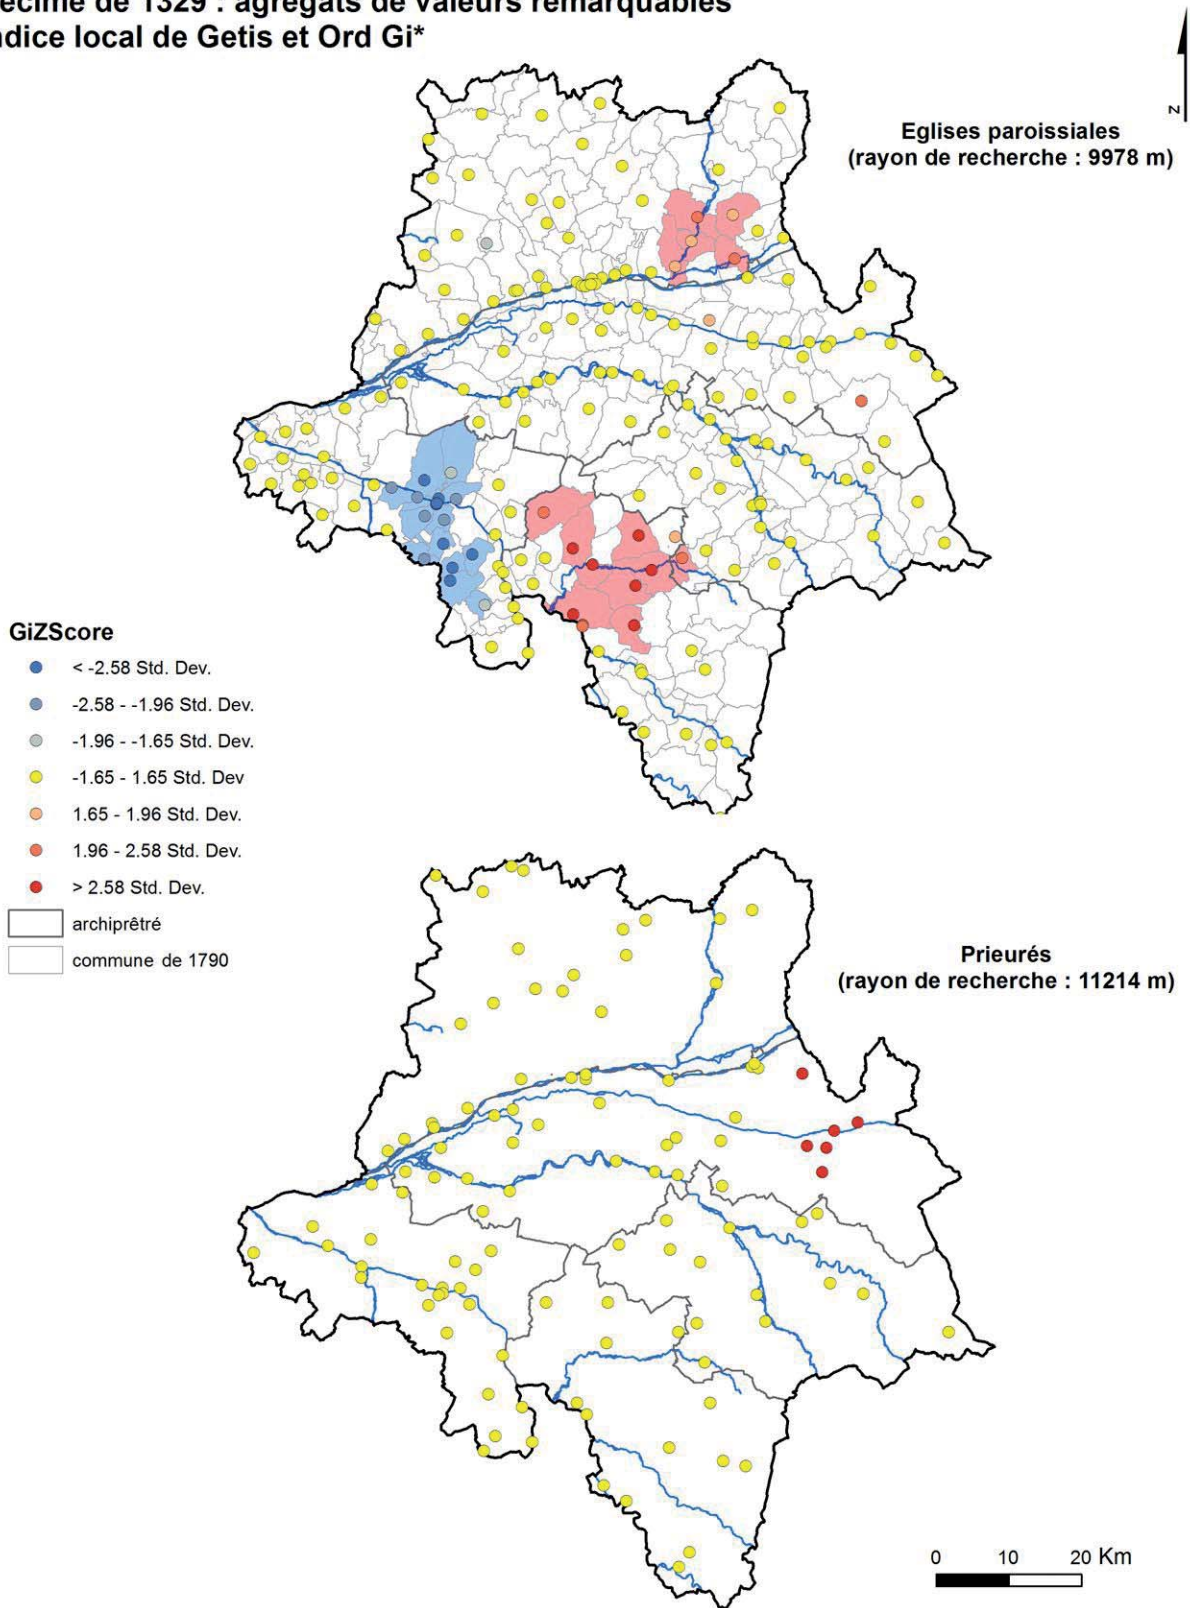 de 1329 : agrégats de valeurs remarquables
local de Getis et Ord Gi*
N
Eglises paroissiales
(rayon de recherche : 9978 m)
GiZScore
< -2.58 Std. Dev.
-2.58 - -1.96 Std. Dev.
-1.96 - -1.65 Std. Dev.
-1.65 - 1.65 Std. Dev
1.65 - 1.96 Std. Dev.
1.96 - 2.58 Std. Dev.
> 2.58 Std. Dev.
archiprêtré
commune de 1790
Prieurés
(rayon de recherche : 11214 m)
0 10 20 Km